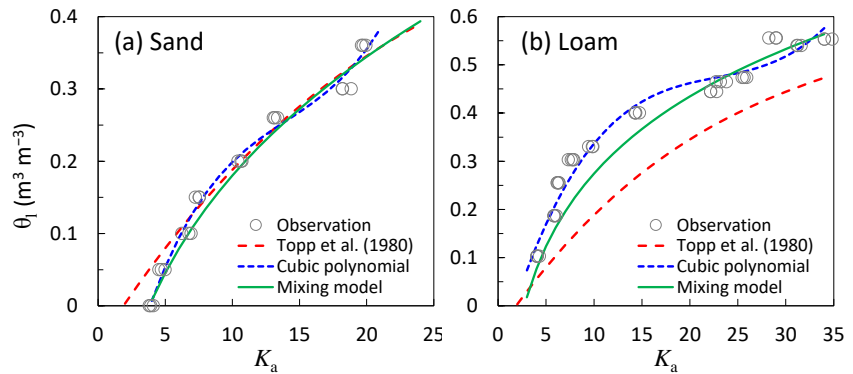 (a) Sand
0.4
0.3
0.2
0.1
0
θl (m³ m⁻³)
0 5 10 15 20 25
Ka
Observation
Topp et al. (1980)
Cubic polynomial
Mixing model
(b) Loam
0.6
0.5
0.4
0.3
0.2
0.1
0
0 5 10 15 20 25 30 35
Ka
Observation
Topp et al. (1980)
Cubic polynomial
Mixing model